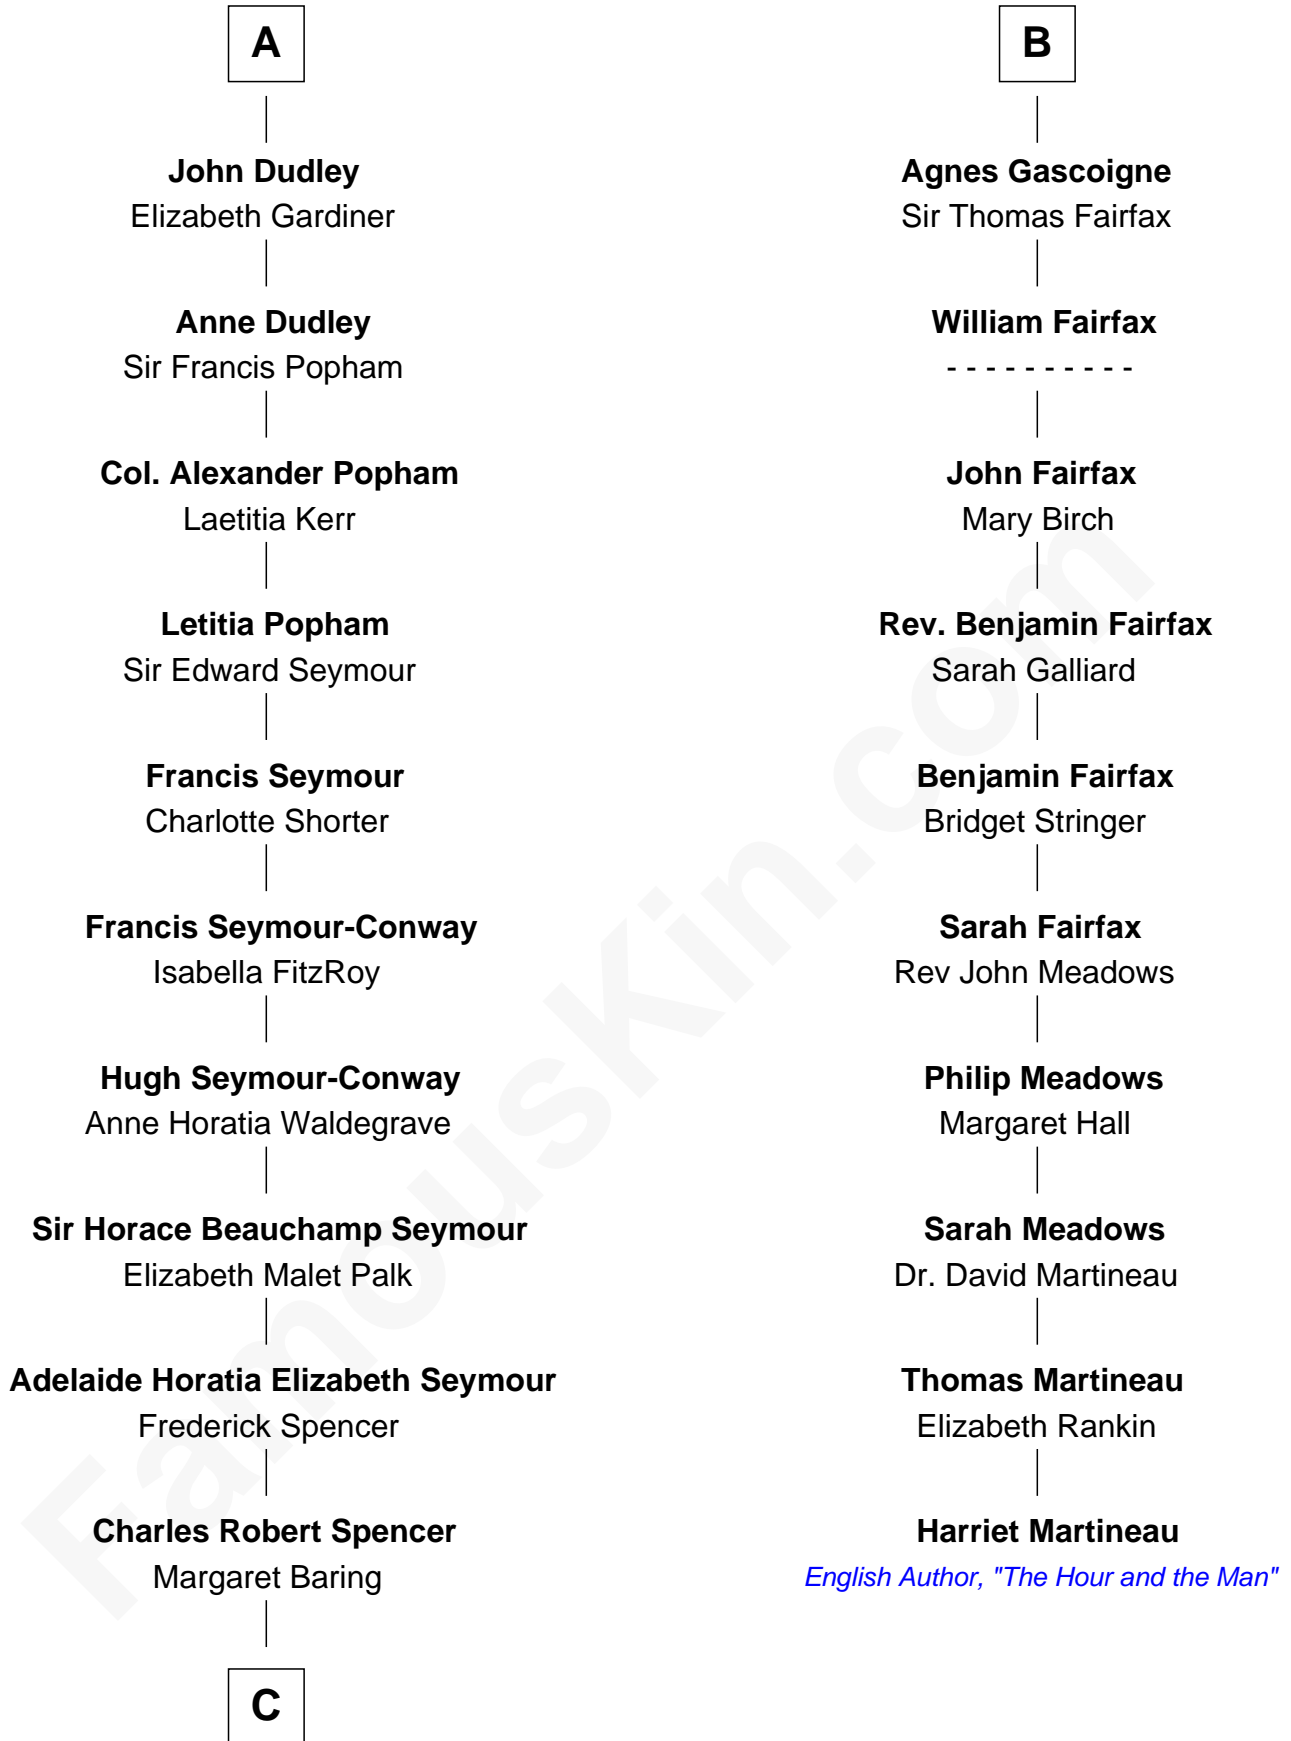 A
John Dudley
Elizabeth Gardiner
Anne Dudley
Sir Francis Popham
Col. Alexander Popham
Laetitia Kerr
Letitia Popham
Sir Edward Seymour
Francis Seymour
Charlotte Shorter
Francis Seymour-Conway
Isabella FitzRoy
Hugh Seymour-Conway
Anne Horatia Waldegrave
Sir Horace Beauchamp Seymour
Elizabeth Malet Palk
Adelaide Horatia Elizabeth Seymour
Frederick Spencer
Charles Robert Spencer
Margaret Baring
C
B
Agnes Gascoigne
Sir Thomas Fairfax
William Fairfax
- - - - - - - - - -
John Fairfax
Mary Birch
Rev. Benjamin Fairfax
Sarah Galliard
Benjamin Fairfax
Bridget Stringer
Sarah Fairfax
Rev John Meadows
Philip Meadows
Margaret Hall
Sarah Meadows
Dr. David Martineau
Thomas Martineau
Elizabeth Rankin
Harriet Martineau
English Author, "The Hour and the Man"
FamousKin.com